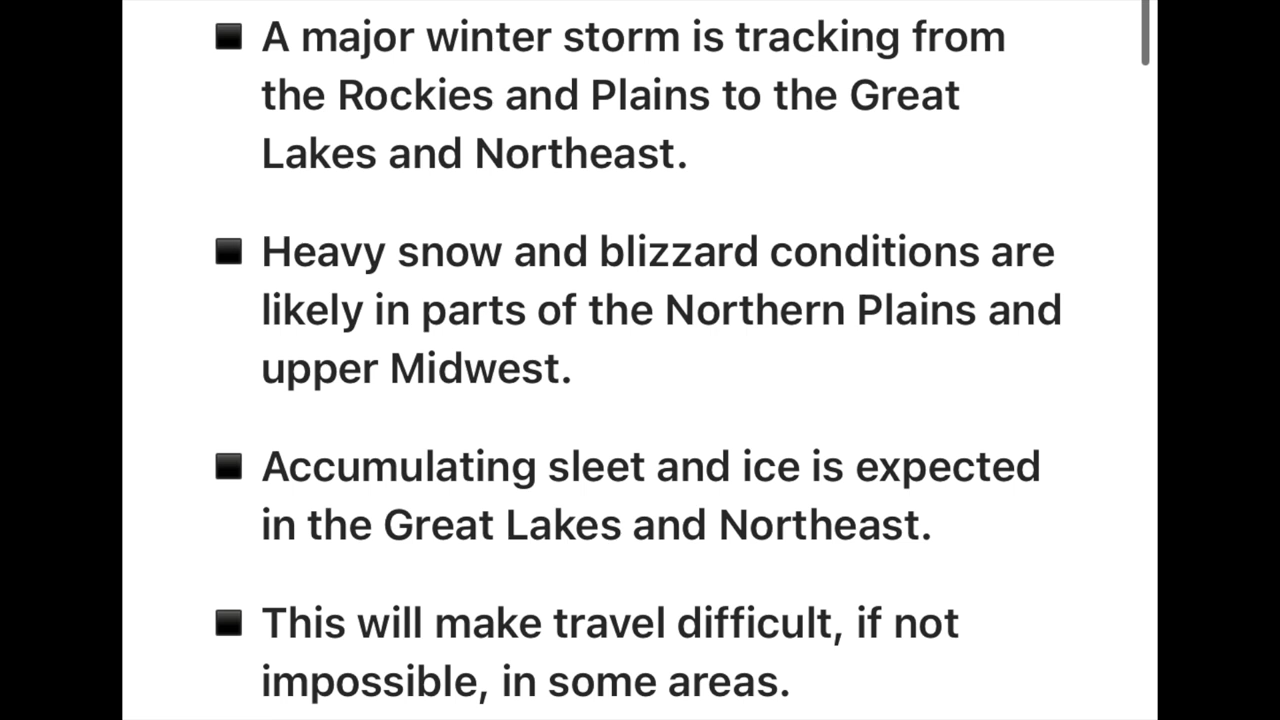 ▪️ A major winter storm is tracking from
the Rockies and Plains to the Great
Lakes and Northeast.
▪️ Heavy snow and blizzard conditions are
likely in parts of the Northern Plains and
upper Midwest.
▪️ Accumulating sleet and ice is expected
in the Great Lakes and Northeast.
▪️ This will make travel difficult, if not
impossible, in some areas.